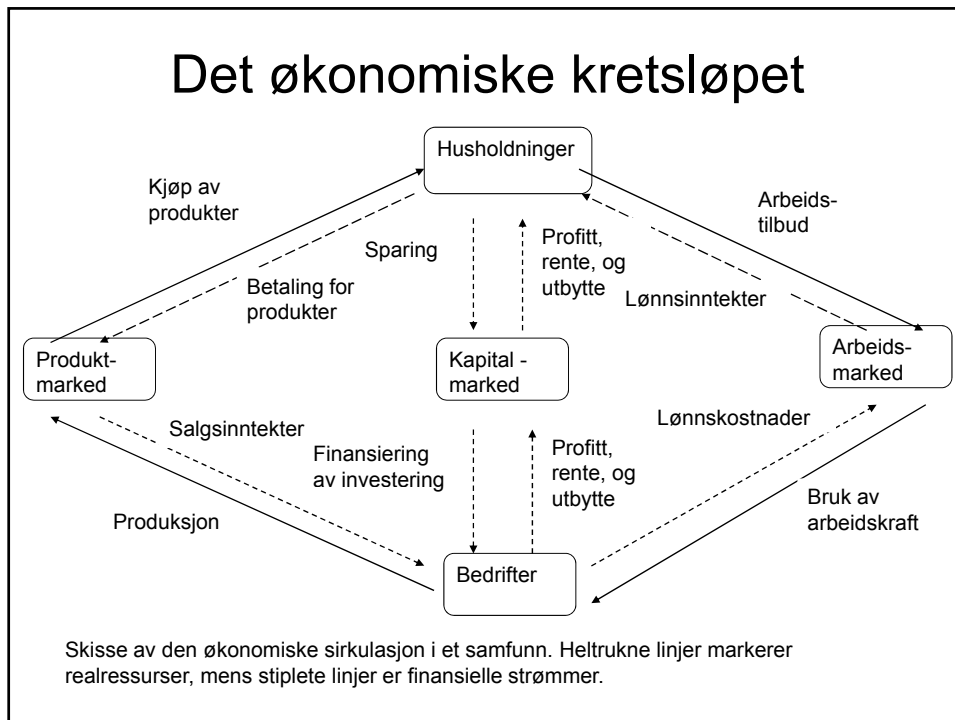 Det økonomiske kretsløpet
Husholdninger
Kjøp av
produkter
Arbeids-
tilbud
Sparing
Profitt,
rente, og
utbytte
Betaling for
produkter
Lønnsinntekter
Produkt-
marked
Kapital -
marked
Arbeids-
marked
Salgsinntekter
Finansiering
av investering
Profitt,
rente, og
utbytte
Lønnskostnader
Produksjon
Bruk av
arbeidskraft
Bedrifter
Skisse av den økonomiske sirkulasjon i et samfunn. Heltrukne linjer markerer
realressurser, mens stiplete linjer er finansielle strømmer.